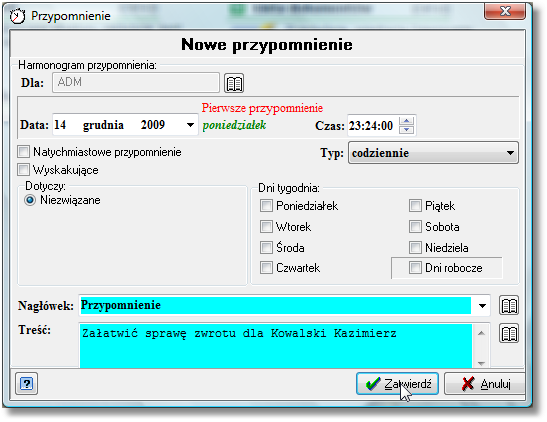 Przypomnienie
Nowe przypomnienie
Harmonogram przypomnienia:
Dla: ADM
Pierwsze przypomnienie
Data: 14 grudnia 2009 poniedziałek Czas: 23:24:00
Natychmiastowe przypomnienie Typ: codziennie
Wyskakujące
Dotyczy: Dni tygodnia:
Niezwiązane
Poniedziałek Piątek
Wtorek Sobota
Środa Niedziela
Czwartek Dni robocze
Nagłówek: Przypomnienie
Treść: Załatwić sprawę zwrotu dla Kowalski Kazimierz
? Zatwierdź Anuluj